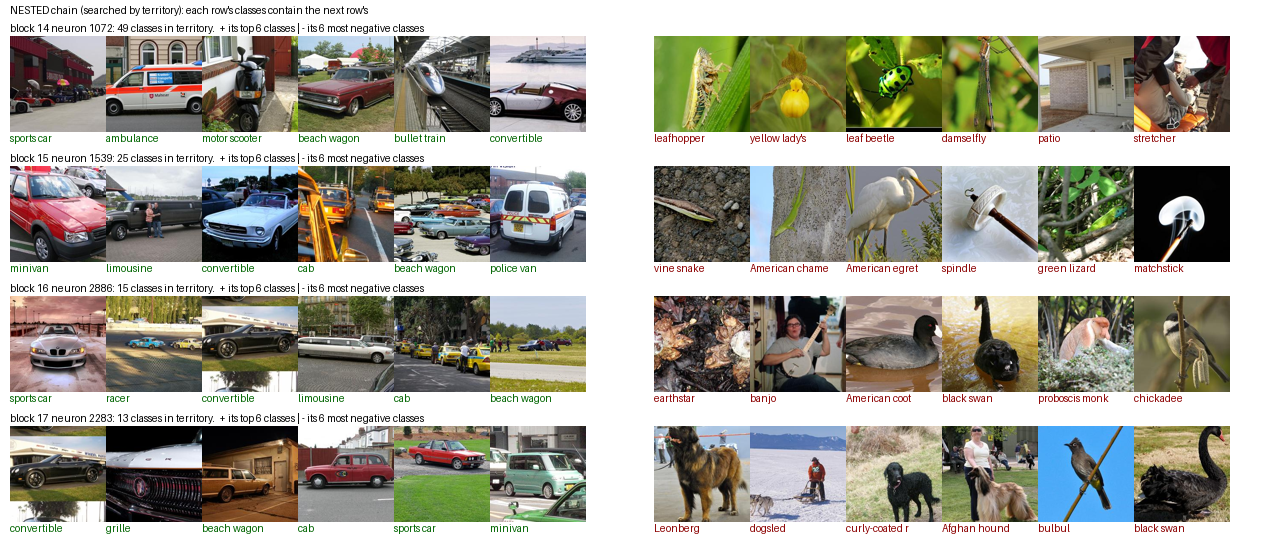 NESTED chain (searched by territory): each row's classes contain the next row's
block 14 neuron 1072: 49 classes in territory. + its top 6 classes | - its 6 most negative classes
sports car ambulance motor scooter beach wagon bullet train convertible leafhopper yellow lady's leaf beetle damselfly patio stretcher
block 15 neuron 1539: 25 classes in territory. + its top 6 classes | - its 6 most negative classes
minivan limousine convertible cab beach wagon police van vine snake American chame American egret spindle green lizard matchstick
block 16 neuron 2886: 15 classes in territory. + its top 6 classes | - its 6 most negative classes
sports car racer convertible limousine cab beach wagon earthstar banjo American coot black swan proboscis monk chickadee
block 17 neuron 2283: 13 classes in territory. + its top 6 classes | - its 6 most negative classes
convertible grille beach wagon cab sports car minivan Leonberg dogsled curly-coated r Afghan hound bulbul black swan